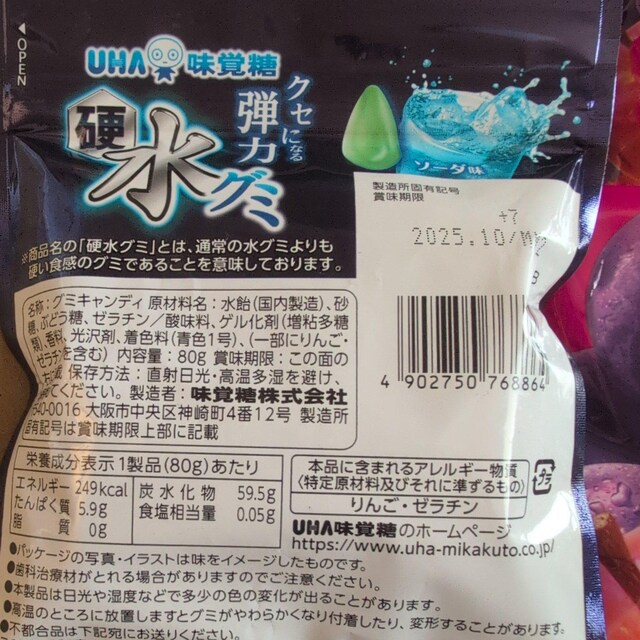 OPEN
UHA 味覚糖
クセになる
弾力
硬水グミ
ソーダ味
※商品名の「硬水グミ」とは、通常の水グミよりも
硬い食感のグミであることを意味しております。
製造所固有記号
賞味期限
+7
2025.10/
名称:グミキャンディ 原材料名:水飴(国内製造)、砂
糖、ぶどう糖、ゼラチン/酸味料、ゲル化剤(増粘多糖
類)、香料、光沢剤、着色料(青色1号)、(一部にりんご・
ゼラチンを含む) 内容量:80g 賞味期限:この面の
保存方法:直射日光・高温多湿を避け、
ください。製造者:味覚糖株式会社
540-0016 大阪市中央区神崎町4番12号 製造所
固有記号は賞味期限上部に記載
4 902750 768864
栄養成分表示 1製品(80g)あたり
エネルギー 249kcal 炭水化物 59.5g
たんぱく質 5.9g 食塩相当量 0.05g
脂質 0g
本品に含まれるアレルギー物質
〈特定原材料及びそれに準ずるもの〉
りんご・ゼラチン
プラ
UHA味覚糖のホームページ
https://www.uha-mikakuto.co.jp/
●パッケージの写真・イラストは味をイメージしたものです。
●歯科治療材がとれる場合がありますのでご注意ください。
●本製品は日光や湿度などで多少の色の変化が出ることがあります。
●高温のところに放置しますとグミがやわらかくなり付着したり、変形することがあります。
●不都合品は下記宛にお送りください。